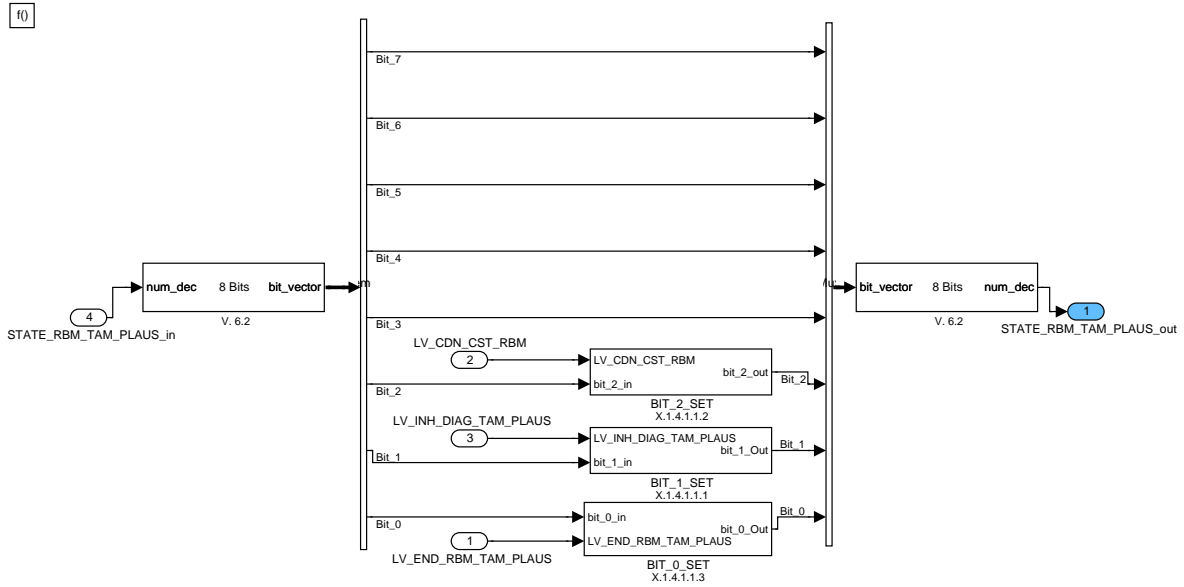 f()
Bit_7
Bit_6
Bit_5
Bit_4
num_dec 8 Bits bit_vector
V. 6.2
4
STATE_RBM_TAM_PLAUS_in
bit_vector 8 Bits num_dec
V. 6.2
1
STATE_RBM_TAM_PLAUS_out
Bit_3
LV_CDN_CST_RBM
2
LV_CDN_CST_RBM
bit_2_out
bit_2_in
Bit_2
Bit_2
BIT_2_SET
X.1.4.1.1.2
LV_INH_DIAG_TAM_PLAUS
3
LV_INH_DIAG_TAM_PLAUS
bit_1_Out
bit_1_in
Bit_1
Bit_1
BIT_1_SET
X.1.4.1.1.1
bit_0_in
bit_0_Out
Bit_0
Bit_0
1
LV_END_RBM_TAM_PLAUS
LV_END_RBM_TAM_PLAUS
BIT_0_SET
X.1.4.1.1.3